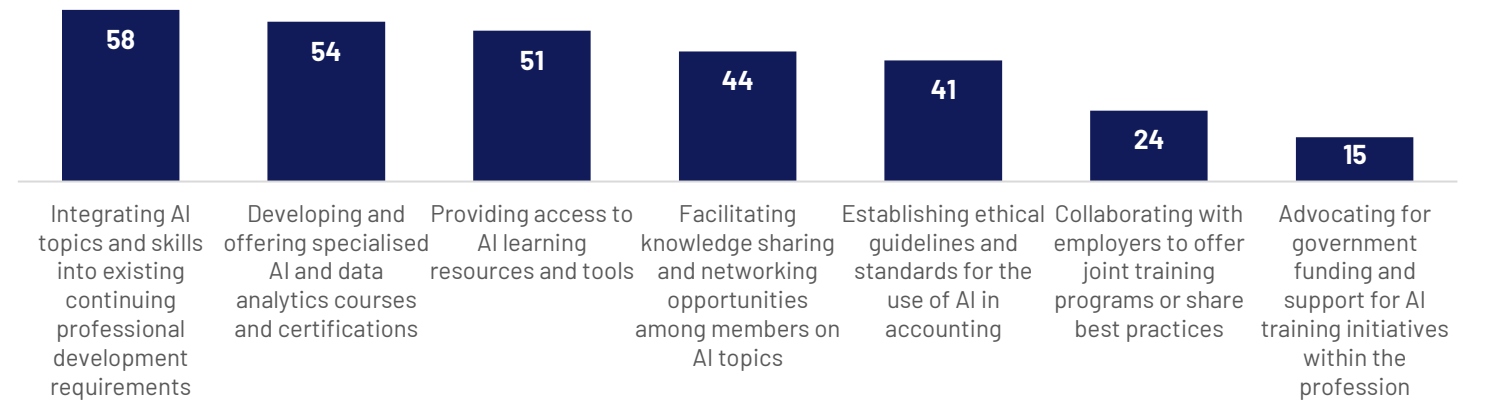 58
54
51
44
41
24
15
Integrating AI
topics and skills
into existing
continuing
professional
development
requirements
Developing and
offering specialised
AI and data
analytics courses
and certifications
Providing access to
AI learning
resources and tools
Facilitating
knowledge sharing
and networking
opportunities
among members on
AI topics
Establishing ethical
guidelines and
standards for the
use of AI in
accounting
Collaborating with
employers to offer
joint training
programs or share
best practices
Advocating for
government
funding and
support for AI
training initiatives
within the
profession